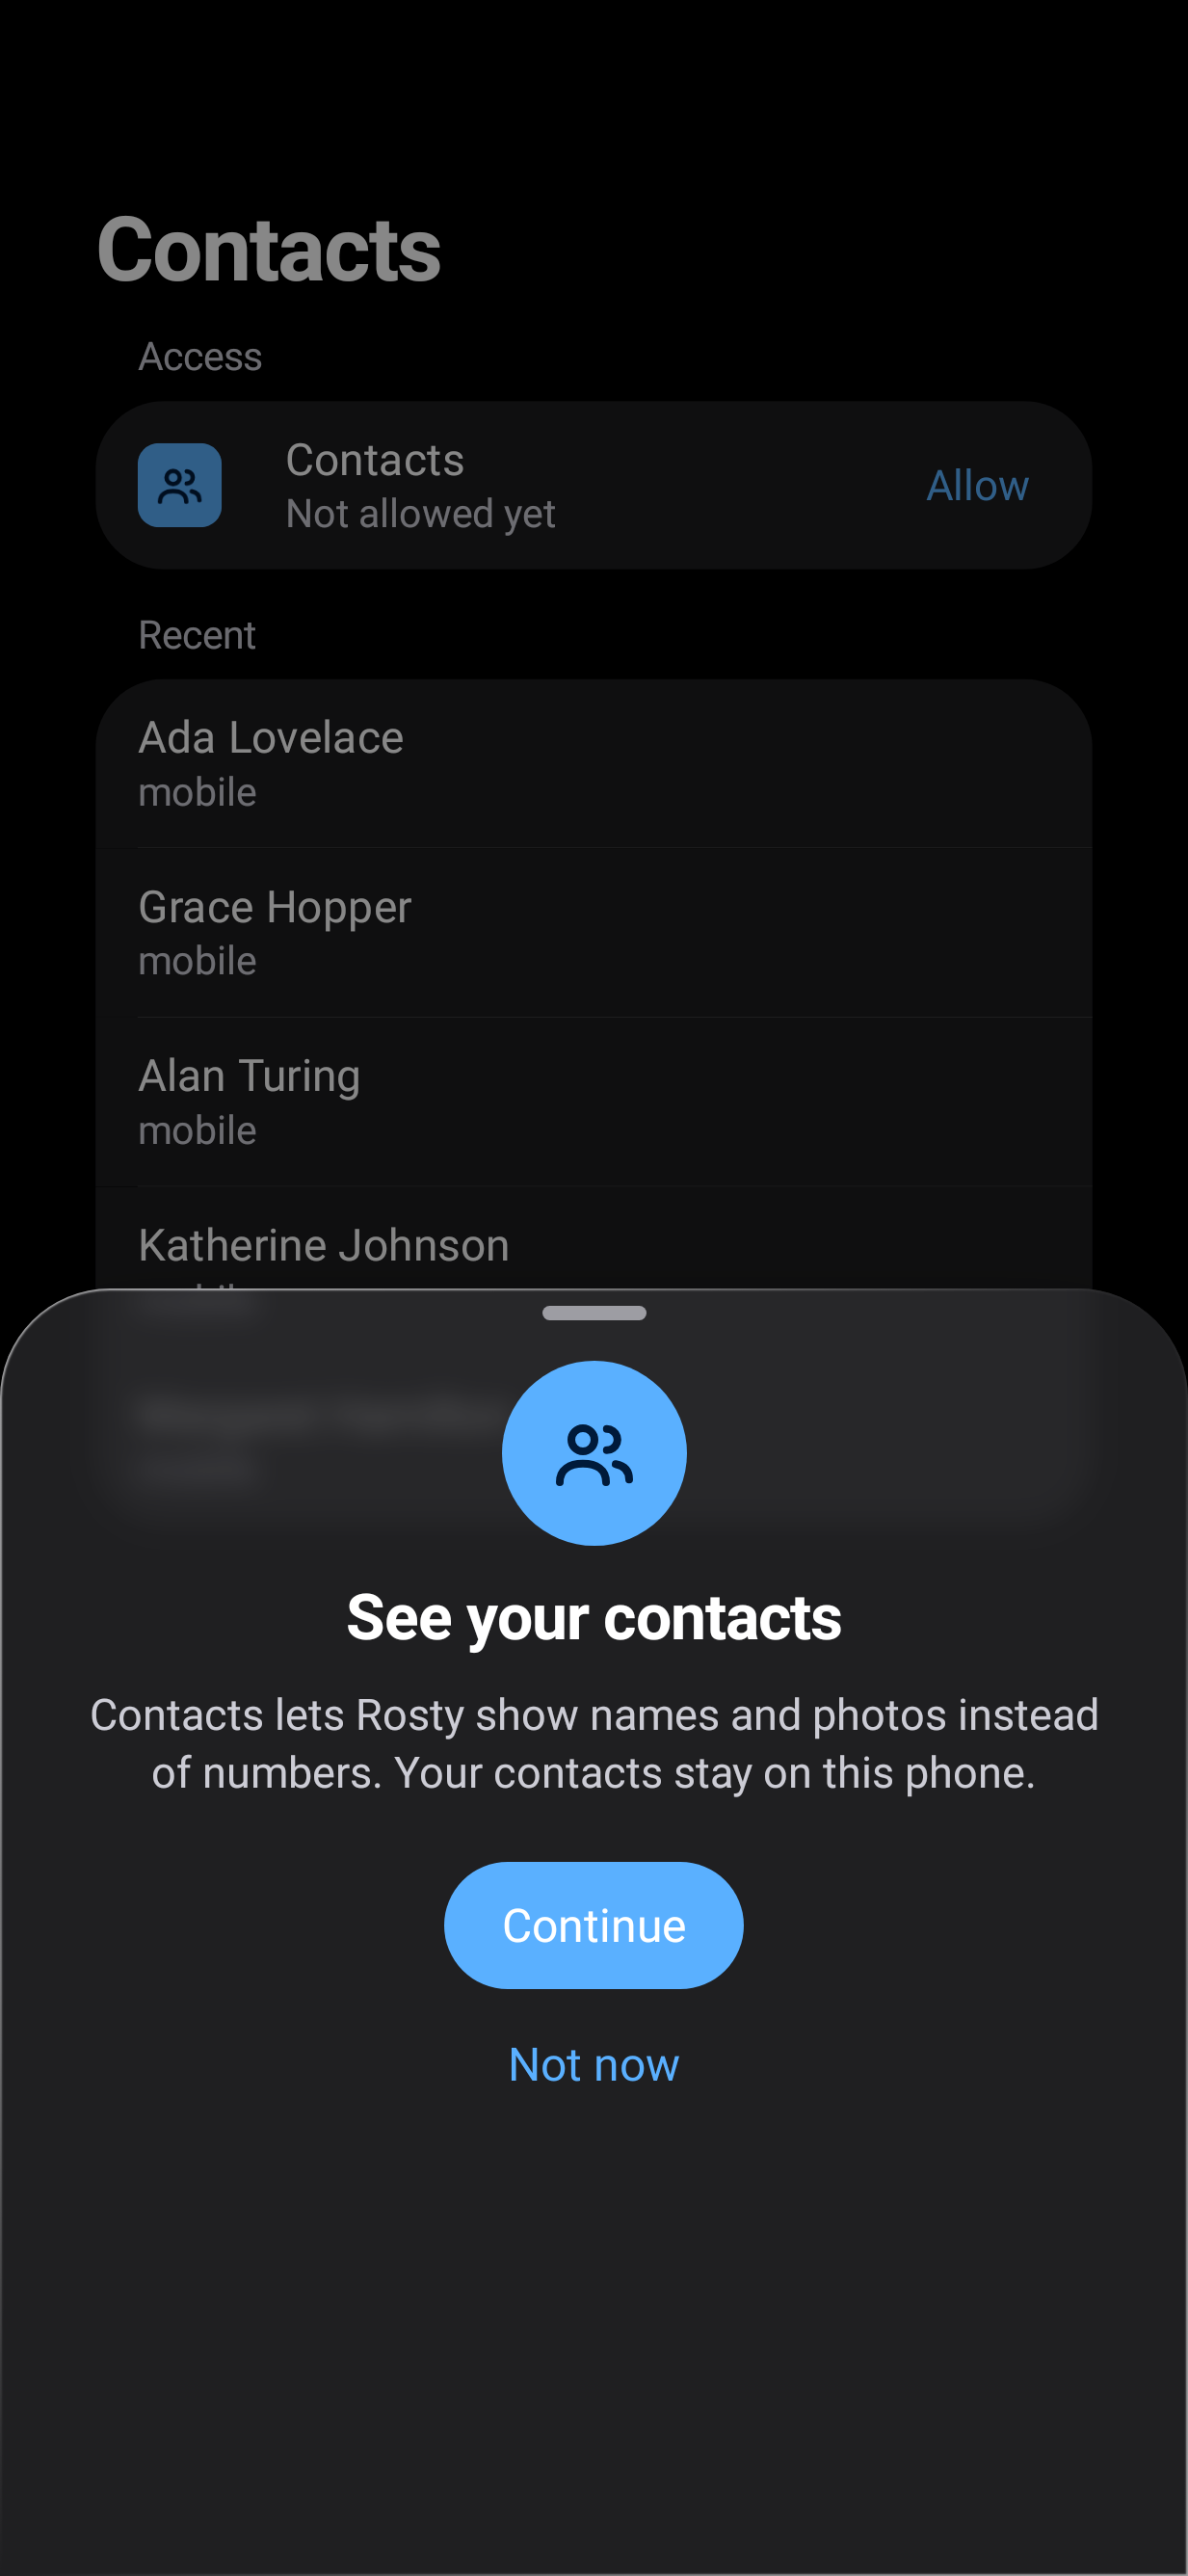 Contacts
Access
Contacts
Not allowed yet
Allow
Recent
Ada Lovelace
mobile
Grace Hopper
mobile
Alan Turing
mobile
Katherine Johnson
See your contacts
Contacts lets Rosty show names and photos instead
of numbers. Your contacts stay on this phone.
Continue
Not now